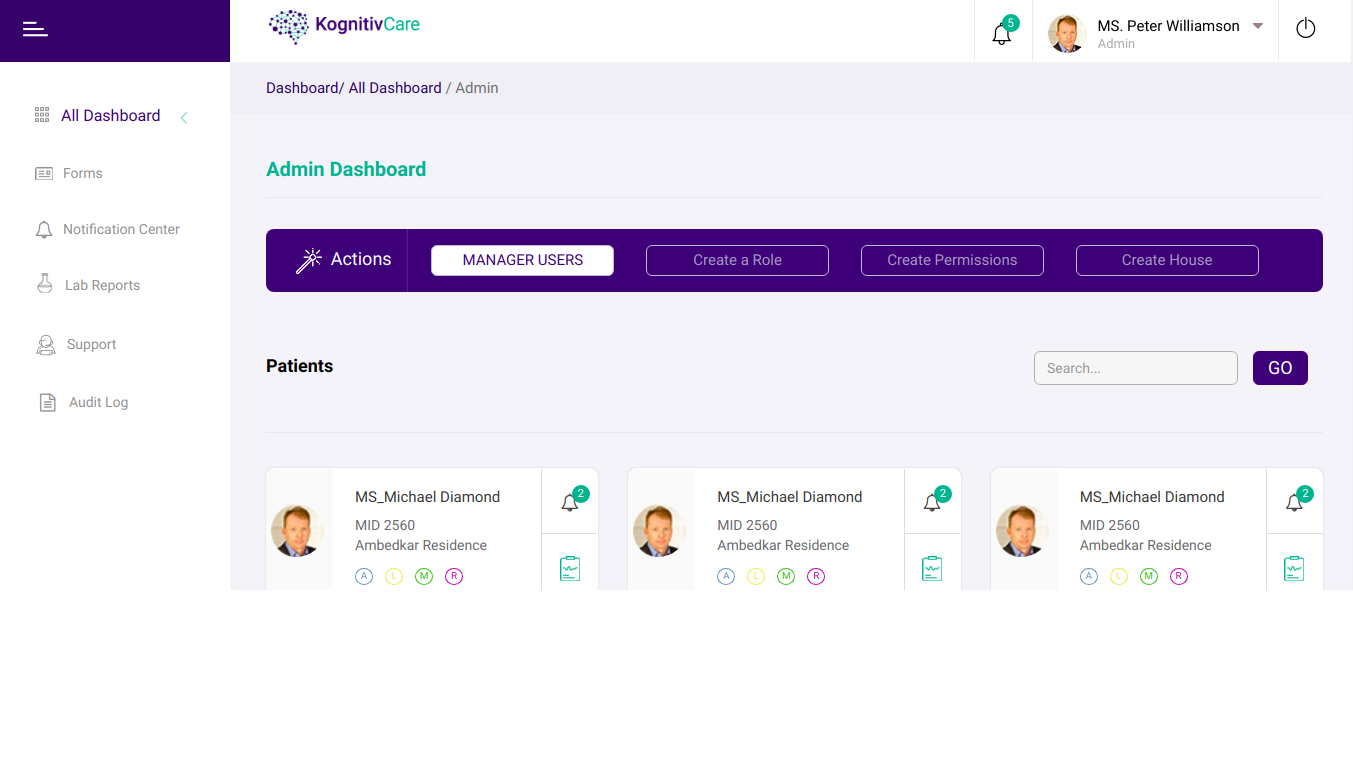 KognitivCare
5
MS. Peter Williamson
Admin
Dashboard/ All Dashboard / Admin
All Dashboard
Forms
Notification Center
Lab Reports
Support
Audit Log
Admin Dashboard
Actions
MANAGER USERS
Create a Role
Create Permissions
Create House
Patients
Search...
GO
MS_Michael Diamond
2
MID 2560
Ambedkar Residence
A L M R
MS_Michael Diamond
2
MID 2560
Ambedkar Residence
A L M R
MS_Michael Diamond
2
MID 2560
Ambedkar Residence
A L M R